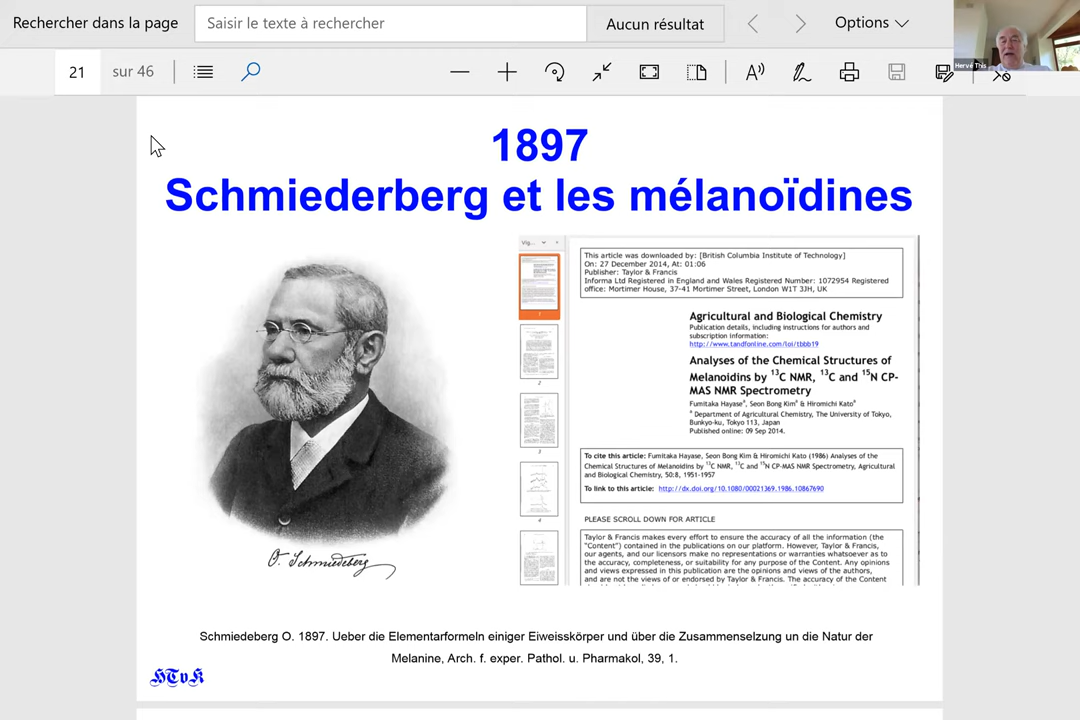 Rechercher dans la page
Saisir le texte à rechercher
Aucun résultat
Options
Hervé This
21
sur 46
1897
Schmiederberg et les mélanoïdines
Vig...
This article was downloaded by: [British Columbia Institute of Technology]
On: 27 December 2014, At: 01:06
Publisher: Taylor & Francis
Informa Ltd Registered in England and Wales Registered Number: 1072954 Registered
office: Mortimer House, 37-41 Mortimer Street, London W1T 3JH, UK
Agricultural and Biological Chemistry
Publication details, including instructions for authors and
subscription information:
http://www.tandfonline.com/loi/tbbb19
Analyses of the Chemical Structures of
Melanoidins by 13C NMR, 13C and 15N CP-
MAS NMR Spectrometry
Fumitaka Hayase a, Seon Bong Kim a & Hiromichi Kato a
a Department of Agricultural Chemistry, The University of Tokyo,
Bunkyo-ku, Tokyo 113, Japan
Published online: 09 Sep 2014.
To cite this article: Fumitaka Hayase, Seon Bong Kim & Hiromichi Kato (1986) Analyses of the
Chemical Structures of Melanoidins by 13C NMR, 13C and 15N CP-MAS NMR Spectrometry, Agricultural
and Biological Chemistry, 50:8, 1951-1957
To link to this article: http://dx.doi.org/10.1080/00021369.1986.10867690
PLEASE SCROLL DOWN FOR ARTICLE
Taylor & Francis makes every effort to ensure the accuracy of all the information (the
"Content") contained in the publications on our platform. However, Taylor & Francis,
our agents, and our licensors make no representations or warranties whatsoever as to
the accuracy, completeness, or suitability for any purpose of the Content. Any opinions
and views expressed in this publication are the opinions and views of the authors,
and are not the views of or endorsed by Taylor & Francis. The accuracy of the Content
1
2
3
4
O. Schmiedeberg
Schmiedeberg O. 1897. Ueber die Elementarformeln einiger Eiweisskörper und über die Zusammenselzung un die Natur der
Melanine, Arch. f. exper. Pathol. u. Pharmakol, 39, 1.
HTvK